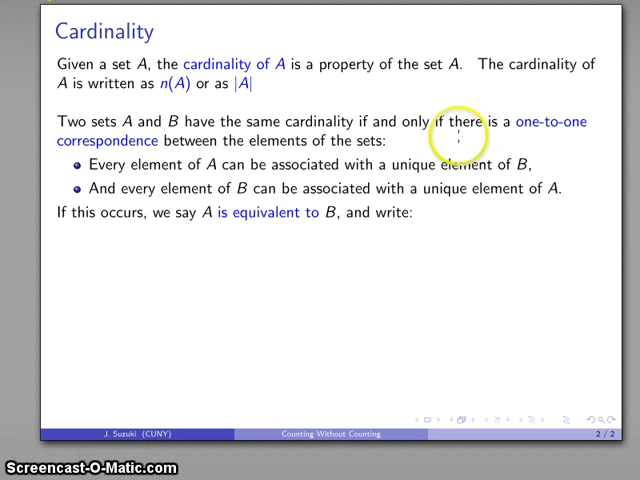 Cardinality
Given a set A, the cardinality of A is a property of the set A. The cardinality of
A is written as n(A) or as |A|
Two sets A and B have the same cardinality if and only if there is a one-to-one
correspondence between the elements of the sets:
Every element of A can be associated with a unique element of B,
And every element of B can be associated with a unique element of A.
If this occurs, we say A is equivalent to B, and write:
J. Suzuki (CUNY) Counting Without Counting 2 / 2
Screencast-O-Matic.com